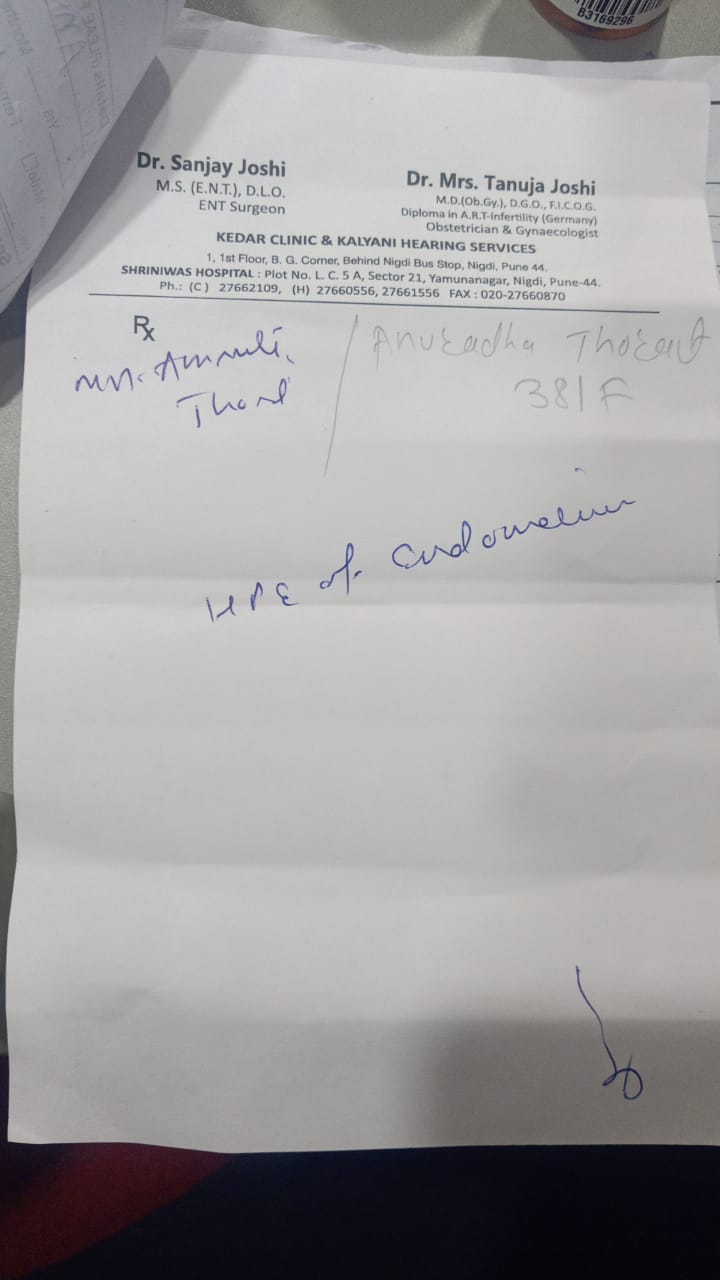 B3169296
Dr. Sanjay Joshi
M.S. (E.N.T.), D.L.O.
ENT Surgeon
Dr. Mrs. Tanuja Joshi
M.D.(Ob.Gy.), D.G.O., F.I.C.O.G.
Diploma in A.R.T-Infertility (Germany)
Obstetrician & Gynaecologist
KEDAR CLINIC & KALYANI HEARING SERVICES
1, 1st Floor, B. G. Corner, Behind Nigdi Bus Stop, Nigdi, Pune 44.
SHRINIWAS HOSPITAL : Plot No. L. C. 5 A, Sector 21, Yamunanagar, Nigdi, Pune-44.
Ph.: (C) 27662109, (H) 27660556, 27661556 FAX : 020-27660870
Rx
/ Anuradha Thorat
38/F
HPE of